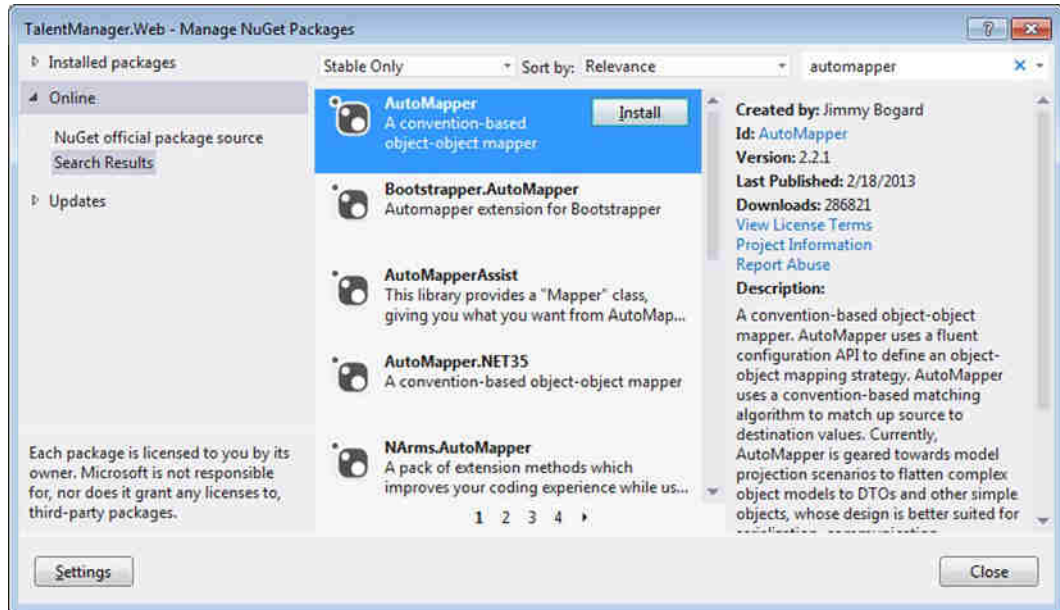 TalentManager.Web - Manage NuGet Packages
Installed packages
Online
NuGet official package source
Search Results
Updates
Each package is licensed to you by its
owner. Microsoft is not responsible
for, nor does it grant any licenses to,
third-party packages.
Stable Only
Sort by: Relevance
automapper
AutoMapper
A convention-based
object-object mapper
Install
Bootstrapper.AutoMapper
Automapper extension for Bootstrapper
AutoMapperAssist
This library provides a "Mapper" class,
giving you what you want from AutoMap...
AutoMapper.NET35
A convention-based object-object mapper
NArms.AutoMapper
A pack of extension methods which
improves your coding experience while us...
1 2 3 4
Created by: Jimmy Bogard
Id: AutoMapper
Version: 2.2.1
Last Published: 2/18/2013
Downloads: 286821
View License Terms
Project Information
Report Abuse
Description:
A convention-based object-object
mapper. AutoMapper uses a fluent
configuration API to define an object-
object mapping strategy. AutoMapper
uses a convention-based matching
algorithm to match up source to
destination values. Currently,
AutoMapper is geared towards model
projection scenarios to flatten complex
object models to DTOs and other simple
objects, whose design is better suited for
Settings
Close